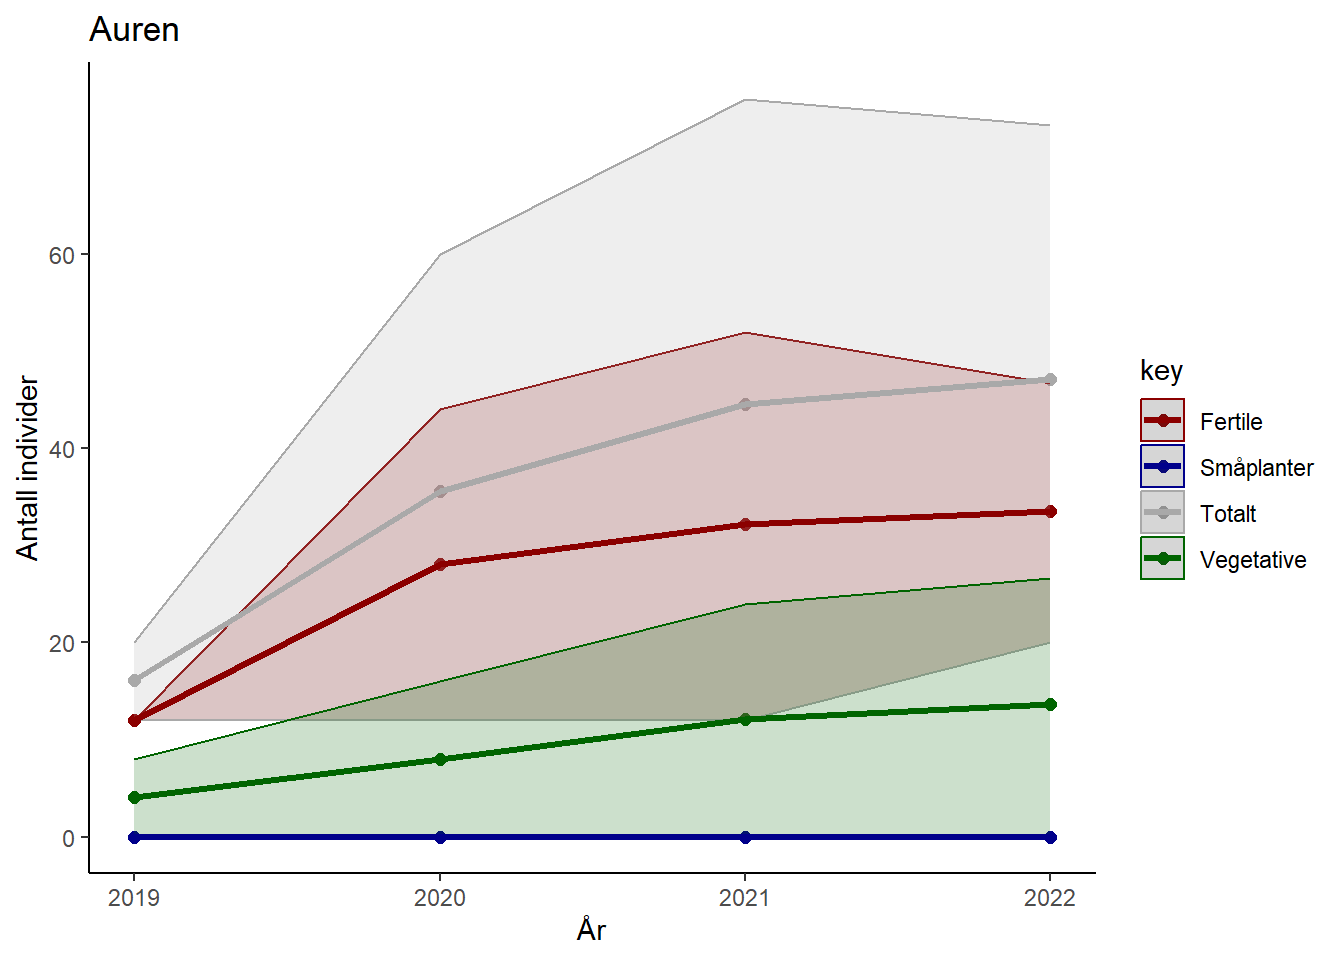 Auren
Antall individer
60
40
20
0
2019
2020
2021
2022
År
key
Fertile
Småplanter
Totalt
Vegetative